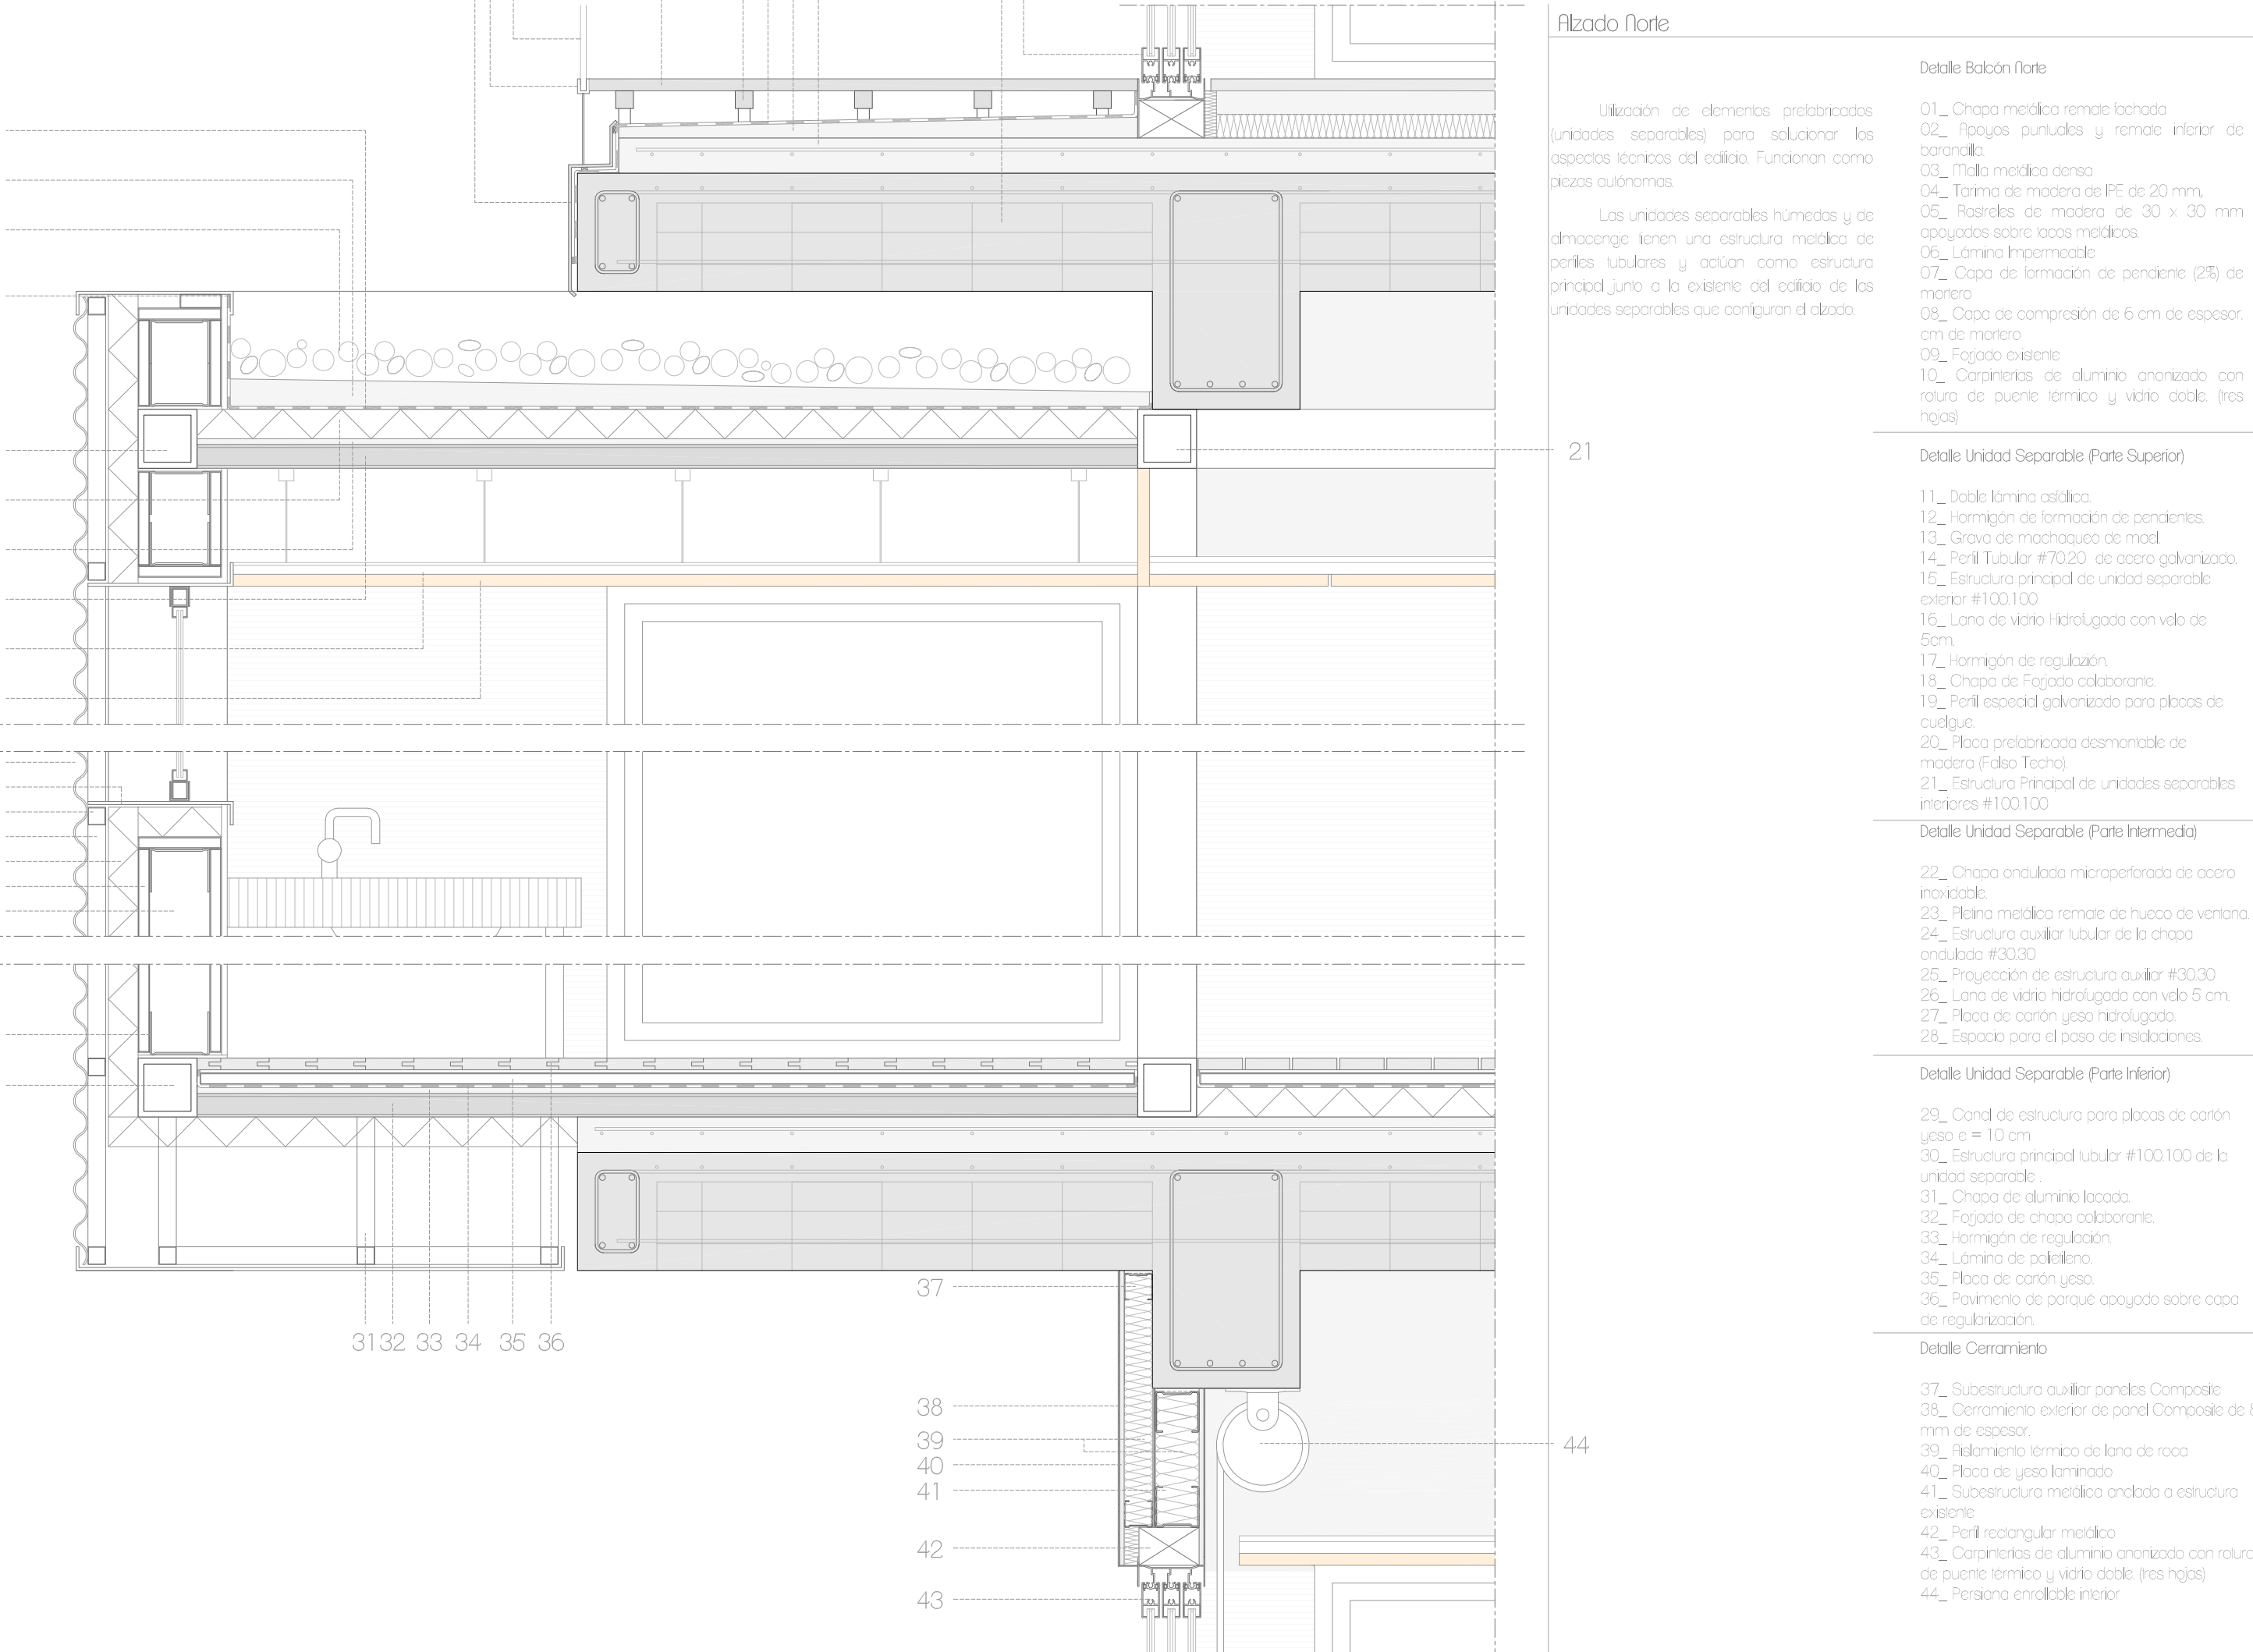 Alzado Norte
Utilización de elementos prefabricados
(unidades separables) para solucionar los
aspectos técnicos del edificio. Funcionan como
piezas autónomas.
Las unidades separables húmedas y de
almacenaje tienen una estructura metálica de
perfiles tubulares y actúan como estructura
principal junto a la existente del edificio de las
unidades separables que configuran el alzado.
Detalle Balcón Norte
01_ Chapa metálica remate fachada
02_ Apoyos puntuales y remate inferior de
barandilla.
03_ Malla metálica densa
04_ Tarima de madera de IPE de 20 mm,
05_ Rastreles de madera de 30 x 30 mm
apoyados sobre tacos metálicos.
06_ Lámina Impermeable
07_ Capa de formación de pendiente (2%) de
mortero
08_ Capa de compresión de 6 cm de espesor.
cm de mortero
09_ Forjado existente
10_ Carpinterías de aluminio anonizado con
rotura de puente térmico y vidrio doble. (tres
hojas)
Detalle Unidad Separable (Parte Superior)
11_ Doble lámina asfáltica.
12_ Hormigón de formación de pendientes.
13_ Grava de machaqueo de mael
14_ Perfil Tubular #70.20 de acero galvanizado.
15_ Estructura principal de unidad separable
exterior #100.100
16_ Lana de vidrio Hidrofugada con velo de
5cm.
17_ Hormigón de regulazión.
18_ Chapa de Forjado colaborante.
19_ Perfil especial galvanizado para placas de
cuelgue.
20_ Placa prefabricada desmontable de
madera (Falso Techo).
21_ Estructura Principal de unidades separables
interiores #100.100
Detalle Unidad Separable (Parte Intermedia)
22_ Chapa ondulada microperforada de acero
inoxidable.
23_ Pletina metálica remate de hueco de ventana.
24_ Estructura auxiliar tubular de la chapa
ondulada #30.30
25_ Proyección de estructura auxiliar #30.30
26_ Lana de vidrio hidrofugada con velo 5 cm.
27_ Placa de cartón yeso hidrofugado.
28_ Espacio para el paso de instalaciones.
Detalle Unidad Separable (Parte Inferior)
29_ Canal de estructura para placas de cartón
yeso e = 10 cm
30_ Estructura principal tubular #100.100 de la
unidad separable .
31_ Chapa de aluminio lacada.
32_ Forjado de chapa colaborante.
33_ Hormigón de regulación.
34_ Lámina de polietileno.
35_ Placa de cartón yeso.
36_ Pavimento de parqué apoyado sobre capa
de regularización.
Detalle Cerramiento
37_ Subestructura auxiliar paneles Composite
38_ Cerramiento exterior de panel Composite de 8
mm de espesor.
39_ Aislamiento térmico de lana de roca
40_ Placa de yeso laminado
41_ Subestructura metálica anclada a estructura
existente
42_ Perfil rectangular metálico
43_ Carpinterías de aluminio anonizado con rotura
de puente térmico y vidrio doble. (tres hojas)
44_ Persiana enrollable interior
21
31 32 33 34 35 36
37
38
39
40
41
42
43
44